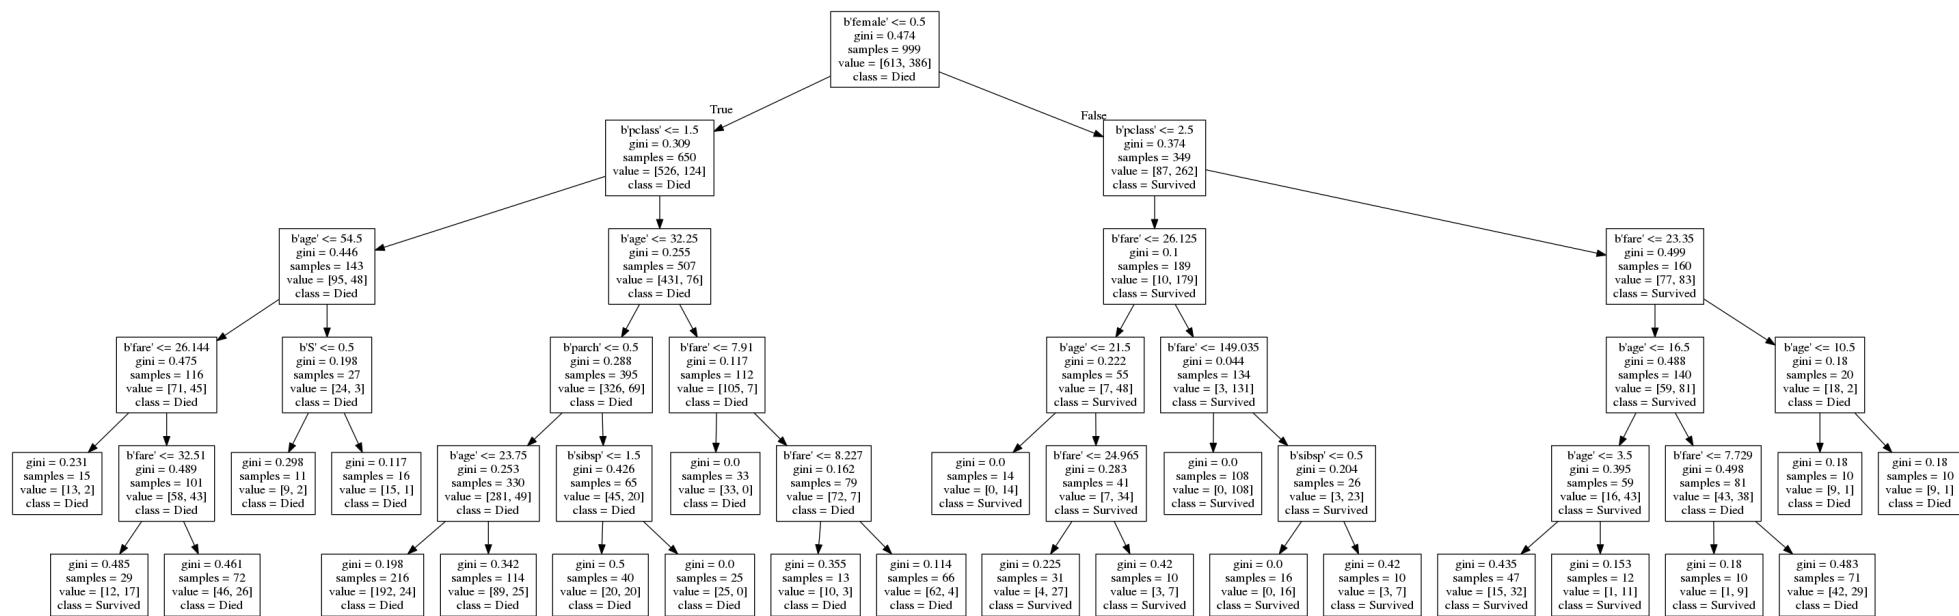 b'female' <= 0.5
gini = 0.474
samples = 999
value = [613, 386]
class = Died
True
False
b'pclass' <= 1.5
gini = 0.309
samples = 650
value = [526, 124]
class = Died
b'pclass' <= 2.5
gini = 0.374
samples = 349
value = [87, 262]
class = Survived
b'age' <= 54.5
gini = 0.446
samples = 143
value = [95, 48]
class = Died
b'age' <= 32.25
gini = 0.255
samples = 507
value = [431, 76]
class = Died
b'fare' <= 26.125
gini = 0.1
samples = 189
value = [10, 179]
class = Survived
b'fare' <= 23.35
gini = 0.499
samples = 160
value = [77, 83]
class = Survived
b'fare' <= 26.144
gini = 0.475
samples = 116
value = [71, 45]
class = Died
b'S' <= 0.5
gini = 0.198
samples = 27
value = [24, 3]
class = Died
b'parch' <= 0.5
gini = 0.288
samples = 395
value = [326, 69]
class = Died
b'fare' <= 7.91
gini = 0.117
samples = 112
value = [105, 7]
class = Died
b'age' <= 21.5
gini = 0.222
samples = 55
value = [7, 48]
class = Survived
b'fare' <= 149.035
gini = 0.044
samples = 134
value = [3, 131]
class = Survived
b'age' <= 16.5
gini = 0.488
samples = 140
value = [59, 81]
class = Survived
b'age' <= 10.5
gini = 0.18
samples = 20
value = [18, 2]
class = Died
gini = 0.231
samples = 15
value = [13, 2]
class = Died
b'fare' <= 32.51
gini = 0.489
samples = 101
value = [58, 43]
class = Died
gini = 0.298
samples = 11
value = [9, 2]
class = Died
gini = 0.117
samples = 16
value = [15, 1]
class = Died
b'age' <= 23.75
gini = 0.253
samples = 330
value = [281, 49]
class = Died
b'sibsp' <= 1.5
gini = 0.426
samples = 65
value = [45, 20]
class = Died
gini = 0.0
samples = 33
value = [33, 0]
class = Died
b'fare' <= 8.227
gini = 0.162
samples = 79
value = [72, 7]
class = Died
gini = 0.0
samples = 14
value = [0, 14]
class = Survived
b'fare' <= 24.965
gini = 0.283
samples = 41
value = [7, 34]
class = Survived
gini = 0.0
samples = 108
value = [0, 108]
class = Survived
b'sibsp' <= 0.5
gini = 0.204
samples = 26
value = [3, 23]
class = Survived
b'age' <= 3.5
gini = 0.395
samples = 59
value = [16, 43]
class = Survived
b'fare' <= 7.729
gini = 0.498
samples = 81
value = [43, 38]
class = Died
gini = 0.18
samples = 10
value = [9, 1]
class = Died
gini = 0.18
samples = 10
value = [9, 1]
class = Died
gini = 0.485
samples = 29
value = [12, 17]
class = Survived
gini = 0.461
samples = 72
value = [46, 26]
class = Died
gini = 0.198
samples = 216
value = [192, 24]
class = Died
gini = 0.342
samples = 114
value = [89, 25]
class = Died
gini = 0.5
samples = 40
value = [20, 20]
class = Died
gini = 0.0
samples = 25
value = [25, 0]
class = Died
gini = 0.355
samples = 13
value = [10, 3]
class = Died
gini = 0.114
samples = 66
value = [62, 4]
class = Died
gini = 0.225
samples = 31
value = [4, 27]
class = Survived
gini = 0.42
samples = 10
value = [3, 7]
class = Survived
gini = 0.0
samples = 16
value = [0, 16]
class = Survived
gini = 0.42
samples = 10
value = [3, 7]
class = Survived
gini = 0.435
samples = 47
value = [15, 32]
class = Survived
gini = 0.153
samples = 12
value = [1, 11]
class = Survived
gini = 0.18
samples = 10
value = [1, 9]
class = Survived
gini = 0.483
samples = 71
value = [42, 29]
class = Died